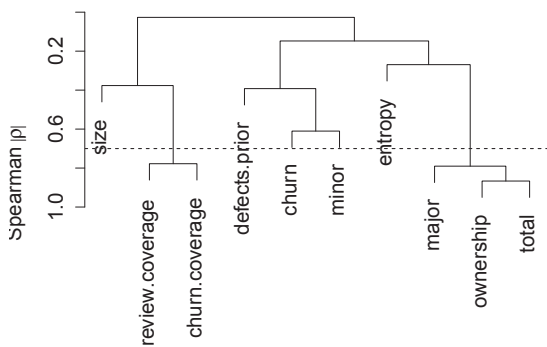 Spearman |ρ|
0.2
0.6
1.0
size
review.coverage
churn.coverage
defects.prior
churn
minor
entropy
major
ownership
total